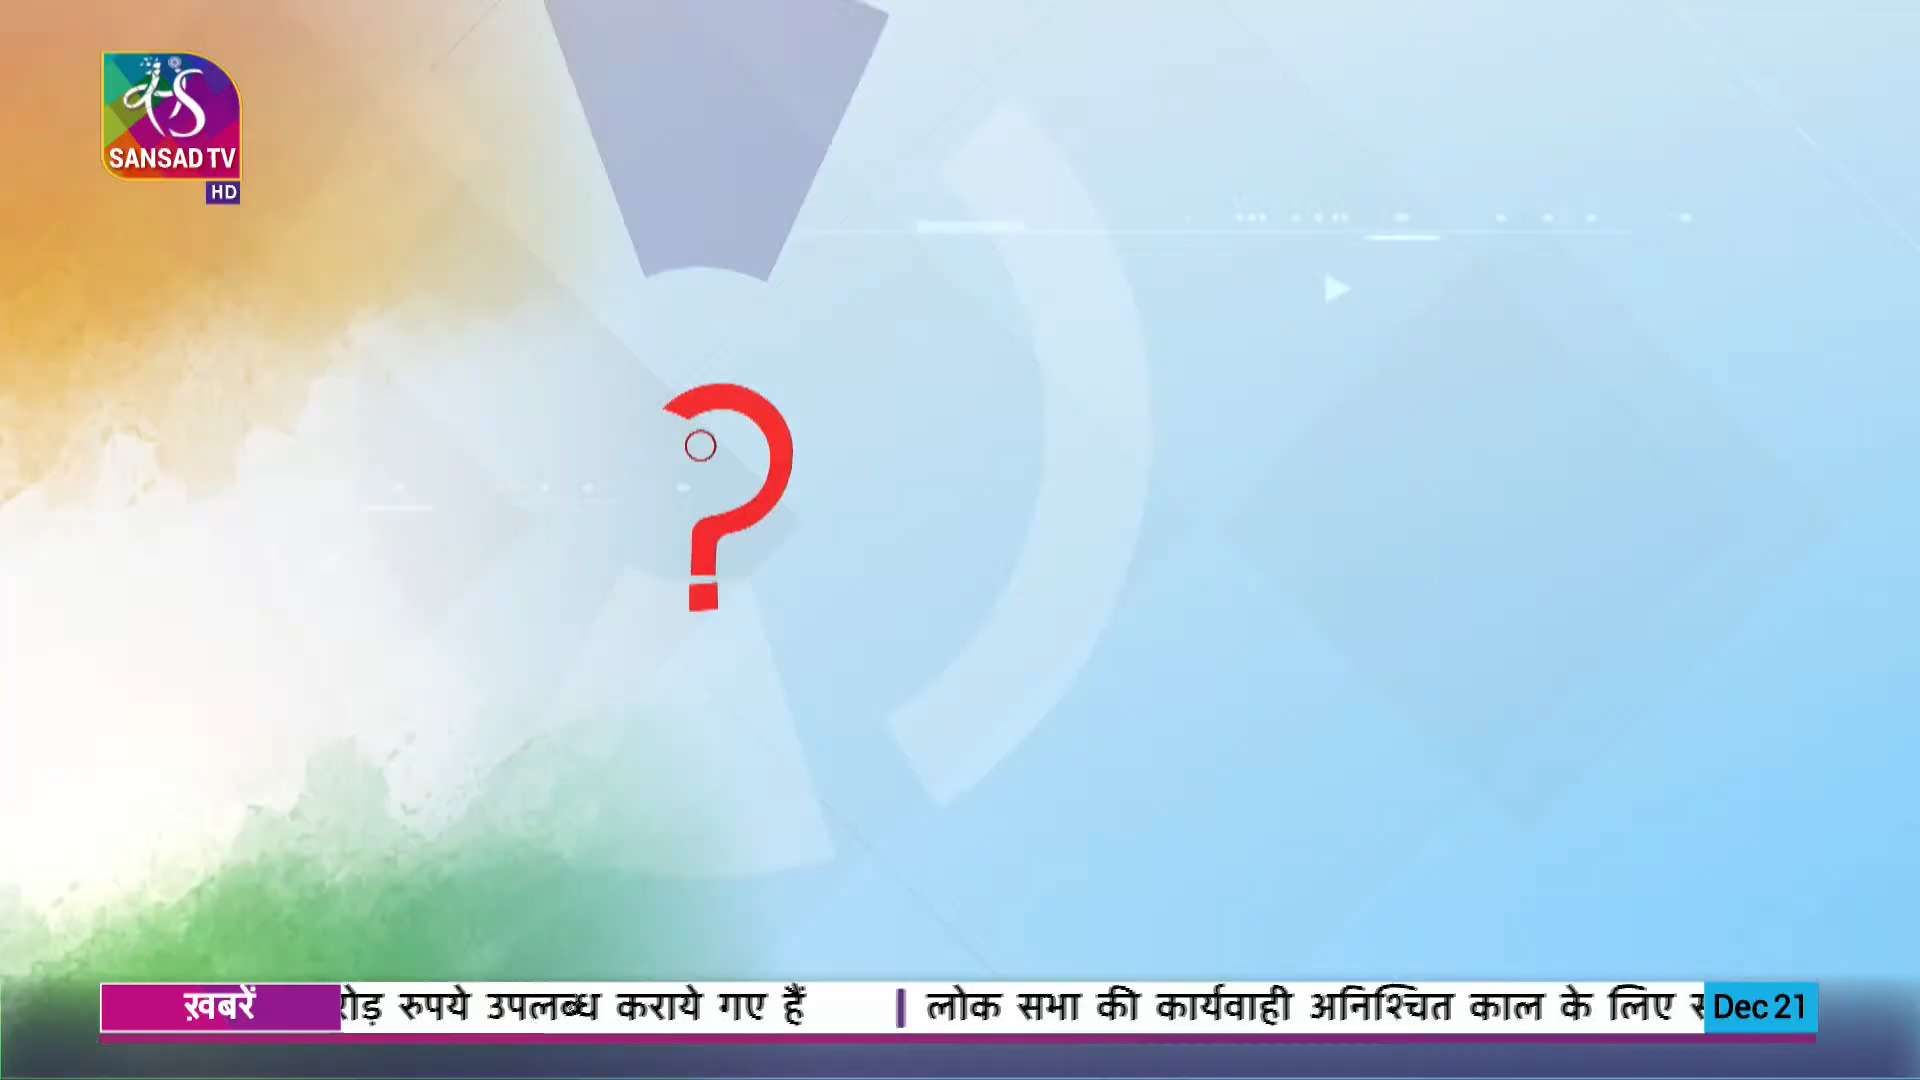 SANSAD TV
HD
?
ख़बरें
रुपये उपलब्ध कराये गए हैं
लोक सभा की कार्यवाही अनिश्चित काल के लिए
Dec 21